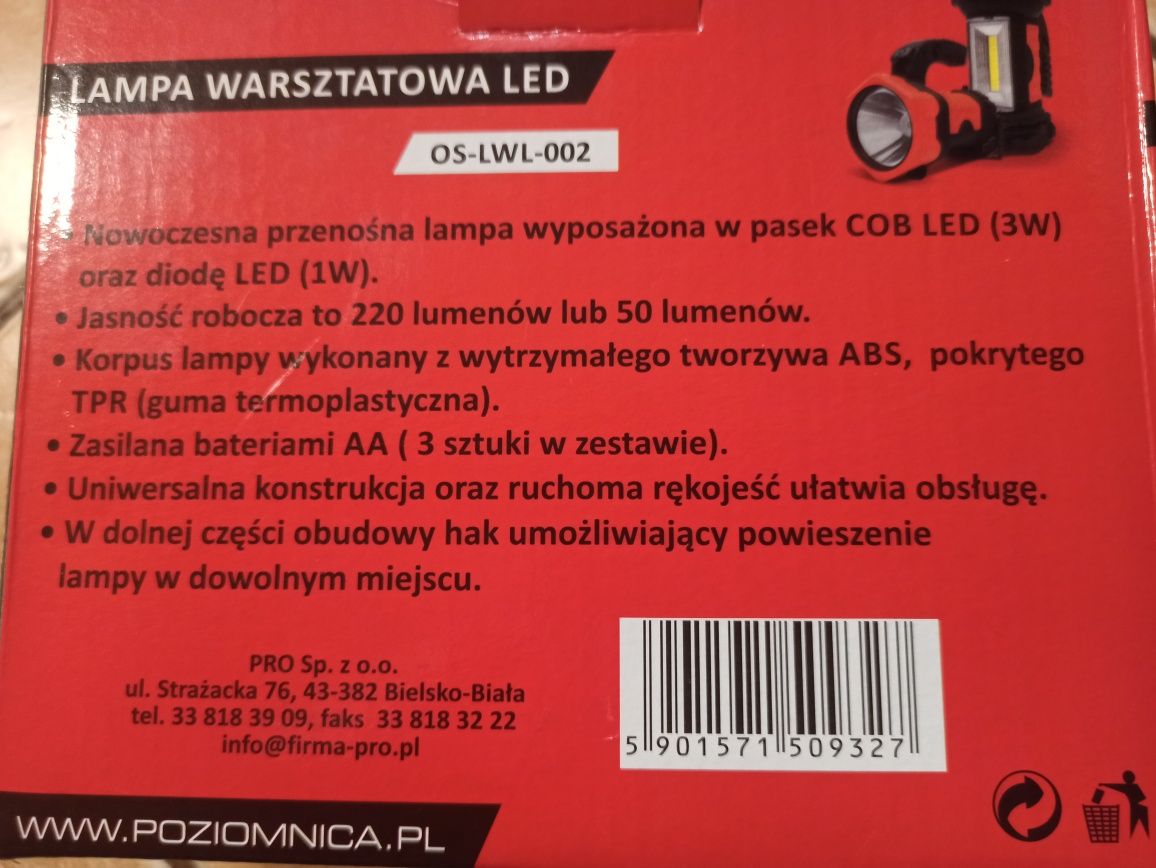 LAMPA WARSZTATOWA LED
OS-LWL-002
• Nowoczesna przenośna lampa wyposażona w pasek COB LED (3W)
oraz diodę LED (1W).
• Jasność robocza to 220 lumenów lub 50 lumenów.
• Korpus lampy wykonany z wytrzymałego tworzywa ABS, pokrytego
TPR (guma termoplastyczna).
• Zasilana bateriami AA ( 3 sztuki w zestawie).
• Uniwersalna konstrukcja oraz ruchoma rękojeść ułatwia obsługę.
• W dolnej części obudowy hak umożliwiający powieszenie
lampy w dowolnym miejscu.
PRO Sp. z o.o.
ul. Strażacka 76, 43-382 Bielsko-Biała
tel. 33 818 39 09, faks 33 818 32 22
info@firma-pro.pl
5 901571 509327
WWW.POZIOMNICA.PL